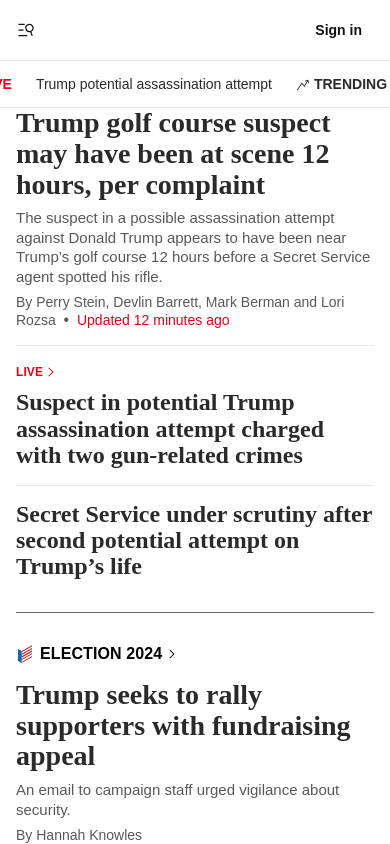 Sign in
VE Trump potential assassination attempt TRENDING
Trump golf course suspect
may have been at scene 12
hours, per complaint
The suspect in a possible assassination attempt
against Donald Trump appears to have been near
Trump’s golf course 12 hours before a Secret Service
agent spotted his rifle.
By Perry Stein, Devlin Barrett, Mark Berman and Lori
Rozsa • Updated 12 minutes ago
LIVE
Suspect in potential Trump
assassination attempt charged
with two gun-related crimes
Secret Service under scrutiny after
second potential attempt on
Trump’s life
ELECTION 2024
Trump seeks to rally
supporters with fundraising
appeal
An email to campaign staff urged vigilance about
security.
By Hannah Knowles